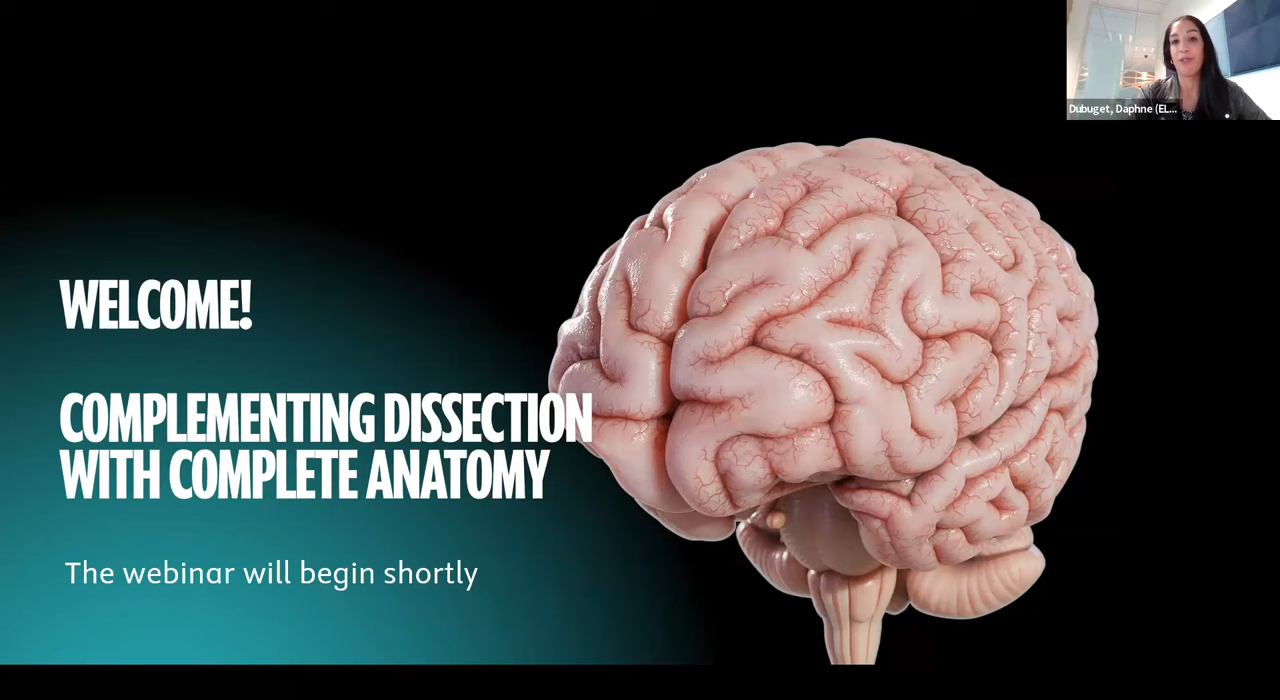 Dubuget, Daphne (EL...
WELCOME!
COMPLEMENTING DISSECTION
WITH COMPLETE ANATOMY
The webinar will begin shortly